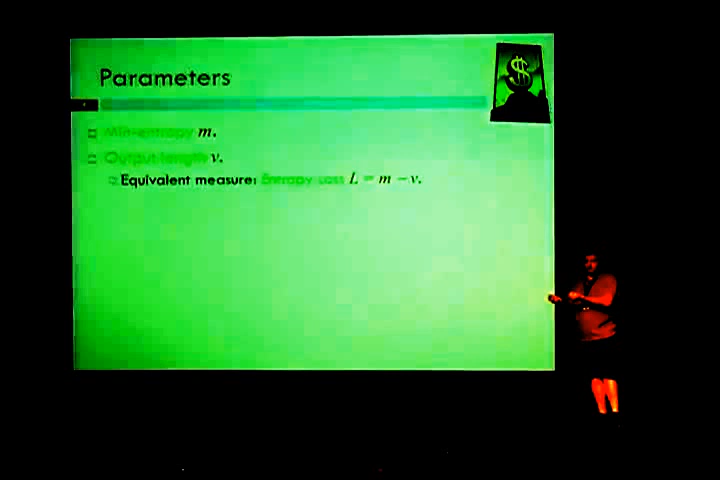 Parameters
Min-entropy m.
Output length v.
Equivalent measure: Entropy Loss L = m − v.
$